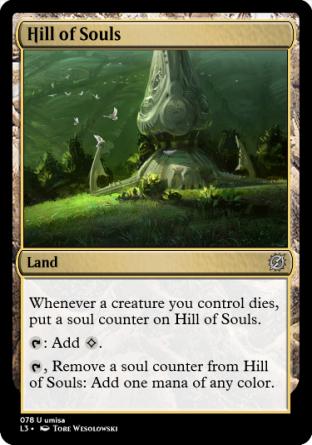 Hill of Souls
Land
Whenever a creature you control dies,
put a soul counter on Hill of Souls.
: Add .
, Remove a soul counter from Hill
of Souls: Add one mana of any color.
078 U umisa
L3 • Tore Wesolowski